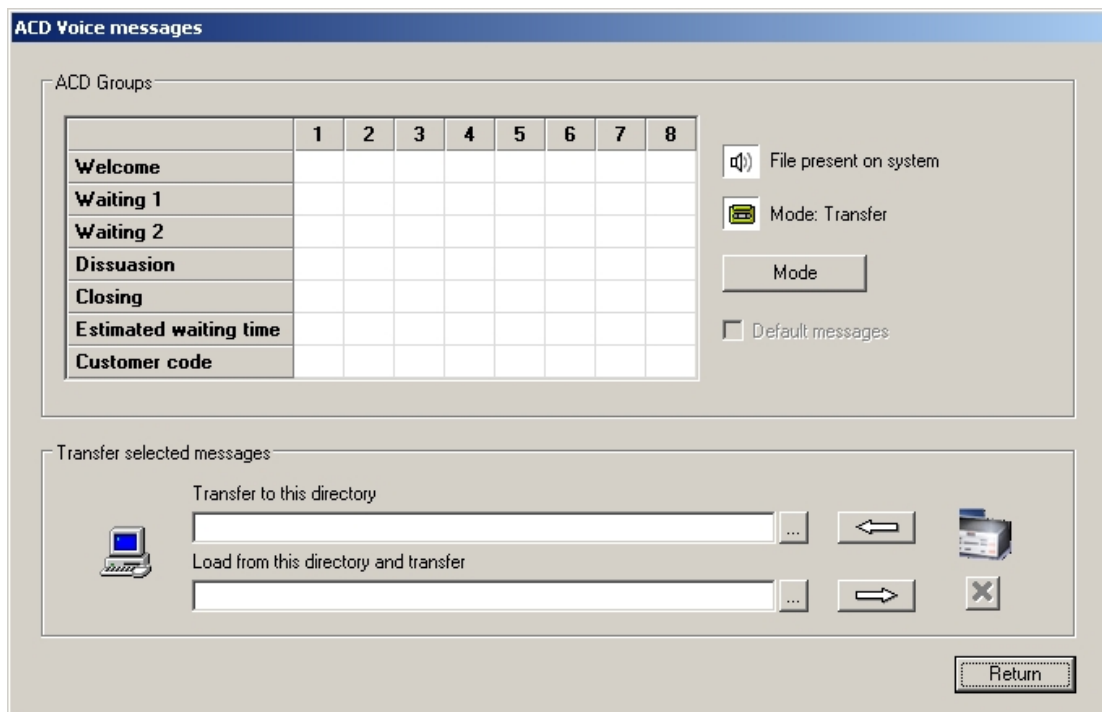 ACD Voice messages
ACD Groups
1 2 3 4 5 6 7 8
Welcome
Waiting 1
Waiting 2
Dissuasion
Closing
Estimated waiting time
Customer code
File present on system
Mode: Transfer
Mode
Default messages
Transfer selected messages
Transfer to this directory
...
Load from this directory and transfer
...
Return